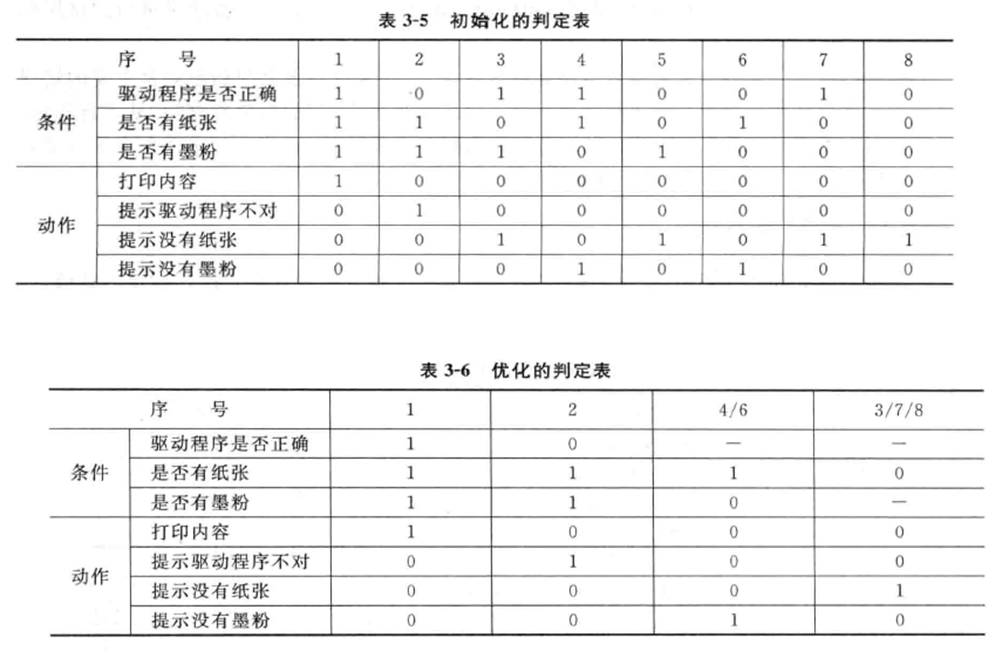 表 3-5 初始化的判定表
序 号 1 2 3 4 5 6 7 8
条件 驱动程序是否正确 1 0 1 1 0 0 1 0
是否有纸张 1 1 0 1 0 1 0 0
是否有墨粉 1 1 1 0 1 0 0 0
动作 打印内容 1 0 0 0 0 0 0 0
提示驱动程序不对 0 1 0 0 0 0 0 0
提示没有纸张 0 0 1 0 1 0 1 1
提示没有墨粉 0 0 0 1 0 1 0 0
表 3-6 优化的判定表
序 号 1 2 4/6 3/7/8
条件 驱动程序是否正确 1 0 — —
是否有纸张 1 1 1 0
是否有墨粉 1 1 0 —
动作 打印内容 1 0 0 0
提示驱动程序不对 0 1 0 0
提示没有纸张 0 0 0 1
提示没有墨粉 0 0 1 0